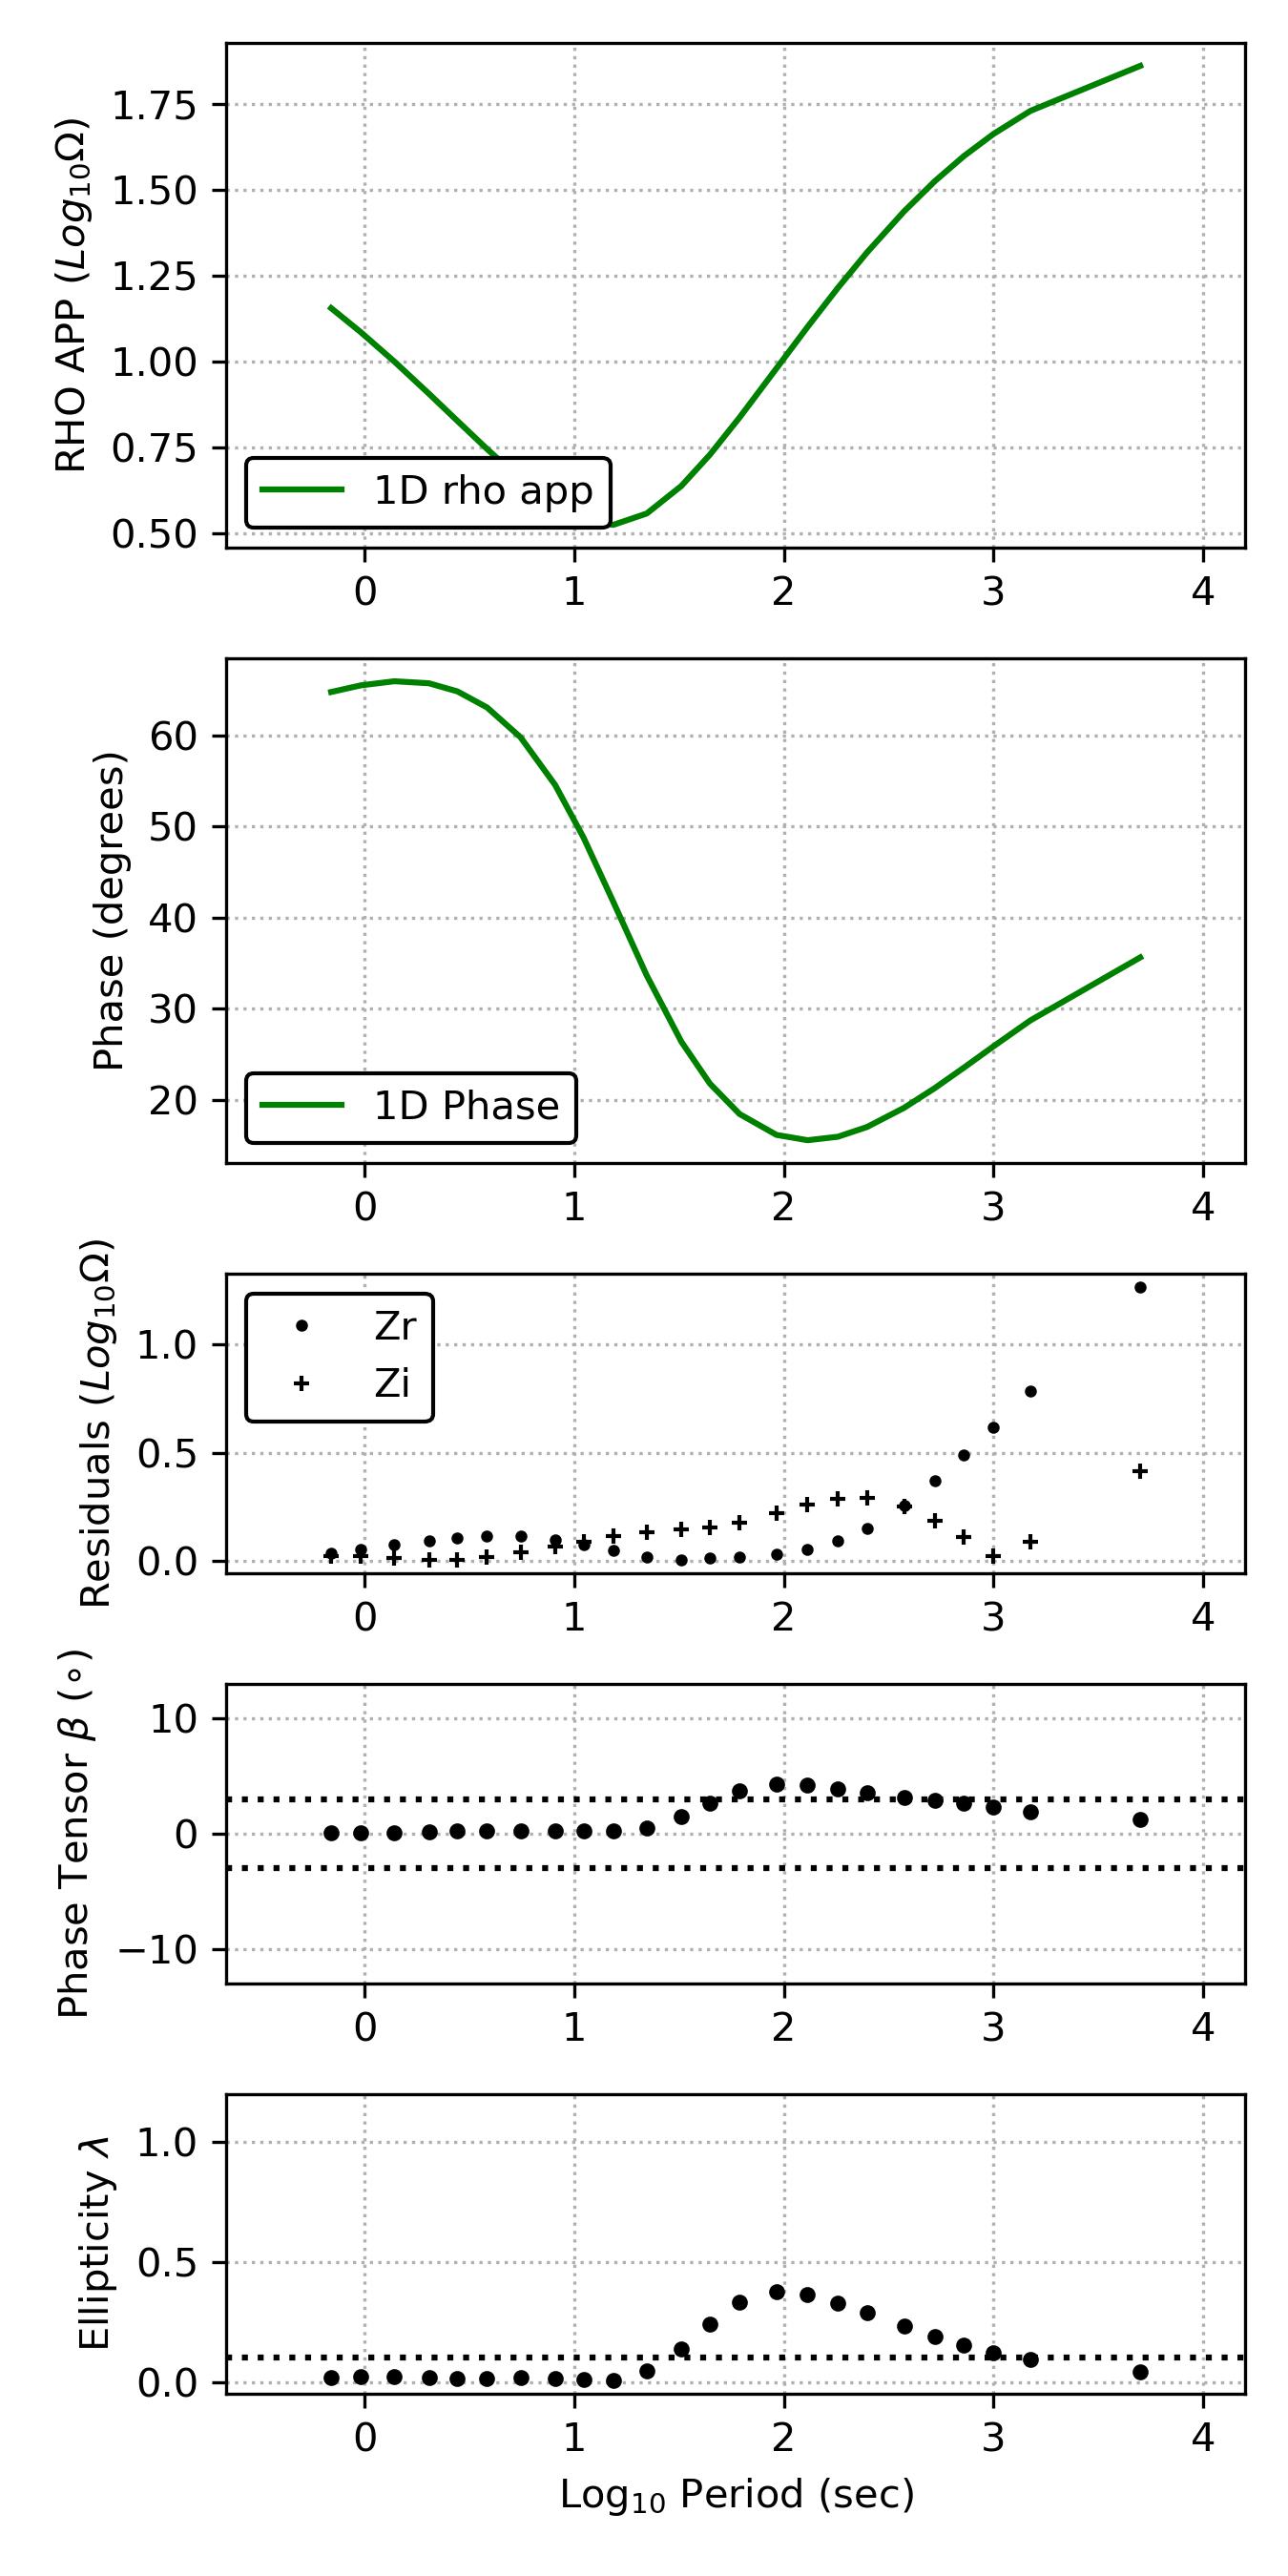 RHO APP (Log₁₀Ω)
1.75
1.50
1.25
1.00
0.75
0.50
1D rho app
0 1 2 3 4
Phase (degrees)
60
50
40
30
20
1D Phase
0 1 2 3 4
Residuals (Log₁₀Ω)
1.0
0.5
0.0
Zr
Zi
0 1 2 3 4
Phase Tensor β (∘)
10
0
−10
0 1 2 3 4
Ellipticity λ
1.0
0.5
0.0
0 1 2 3 4
Log₁₀ Period (sec)